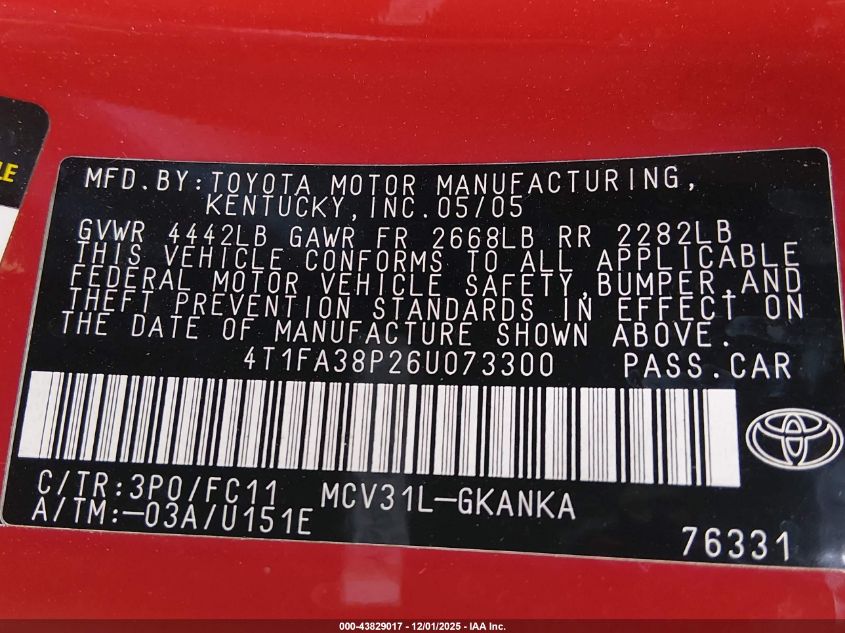 LE
MFD.BY:TOYOTA MOTOR MANUFACTURING,
KENTUCKY,INC.05/05
GVWR 4442LB GAWR FR 2668LB RR 2282LB
THIS VEHICLE CONFORMS TO ALL APPLICABLE
FEDERAL MOTOR VEHICLE SAFETY,BUMPER,AND
THEFT PREVENTION STANDARDS IN EFFECT ON
THE DATE OF MANUFACTURE SHOWN ABOVE.
4T1FA38P26U073300 PASS.CAR
C/TR:3P0/FC11 MCV31L-GKANKA
A/TM:-03A/U151E
76331
000-43829017 - 12/01/2025 - IAA Inc.